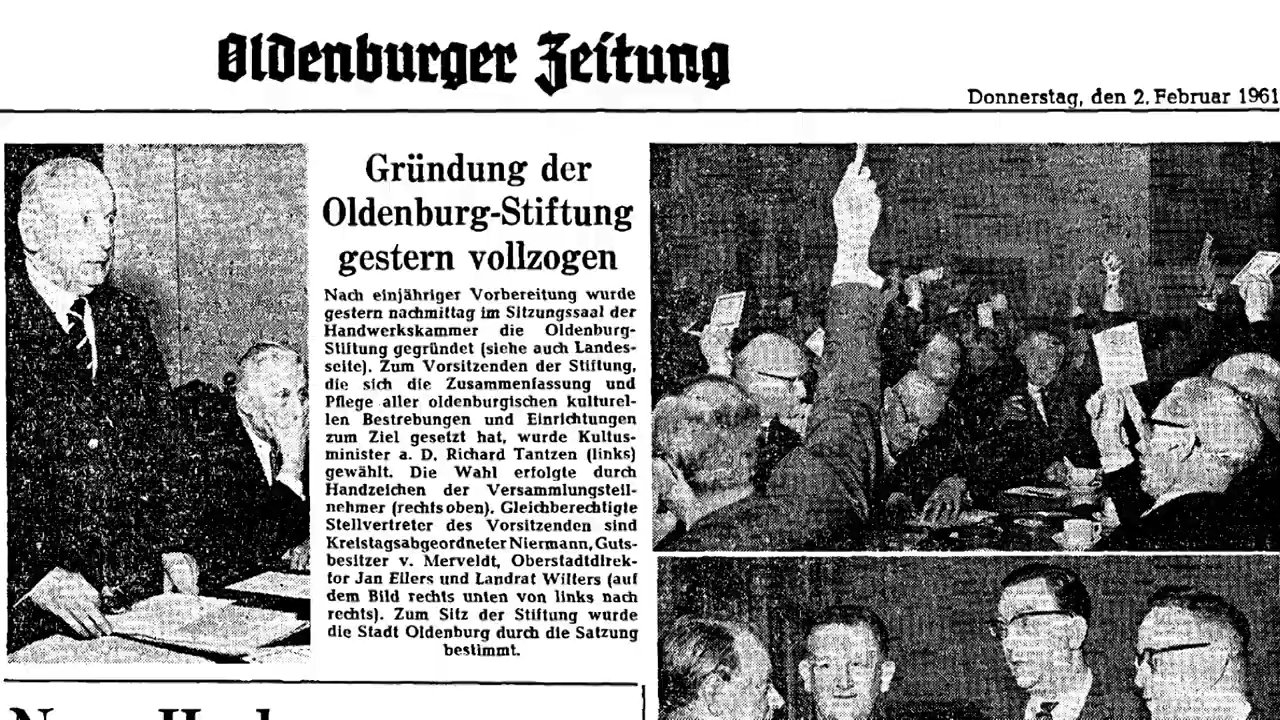 Oldenburger Zeitung
Donnerstag, den 2. Februar 1961
Gründung der
Oldenburg-Stiftung
gestern vollzogen
Nach einjähriger Vorbereitung wurde
gestern nachmittag im Sitzungssaal der
Handwerkskammer die Oldenburg-
Stiftung gegründet (siehe auch Landes-
seite). Zum Vorsitzenden der Stiftung,
die sich die Zusammenfassung und
Pflege aller oldenburgischen kulturel-
len Bestrebungen und Einrichtungen
zum Ziel gesetzt hat, wurde Kultus-
minister a. D. Richard Tantzen (links)
gewählt. Die Wahl erfolgte durch
Handzeichen der Versammlungsteil-
nehmer (rechts oben). Gleichberechtigte
Stellvertreter des Vorsitzenden sind
Kreistagsabgeordneter Niermann, Guts-
besitzer v. Merveldt, Oberstadtdirek-
tor Jan Eilers und Landrat Wilters (auf
dem Bild rechts unten von links nach
rechts). Zum Sitz der Stiftung wurde
die Stadt Oldenburg durch die Satzung
bestimmt.